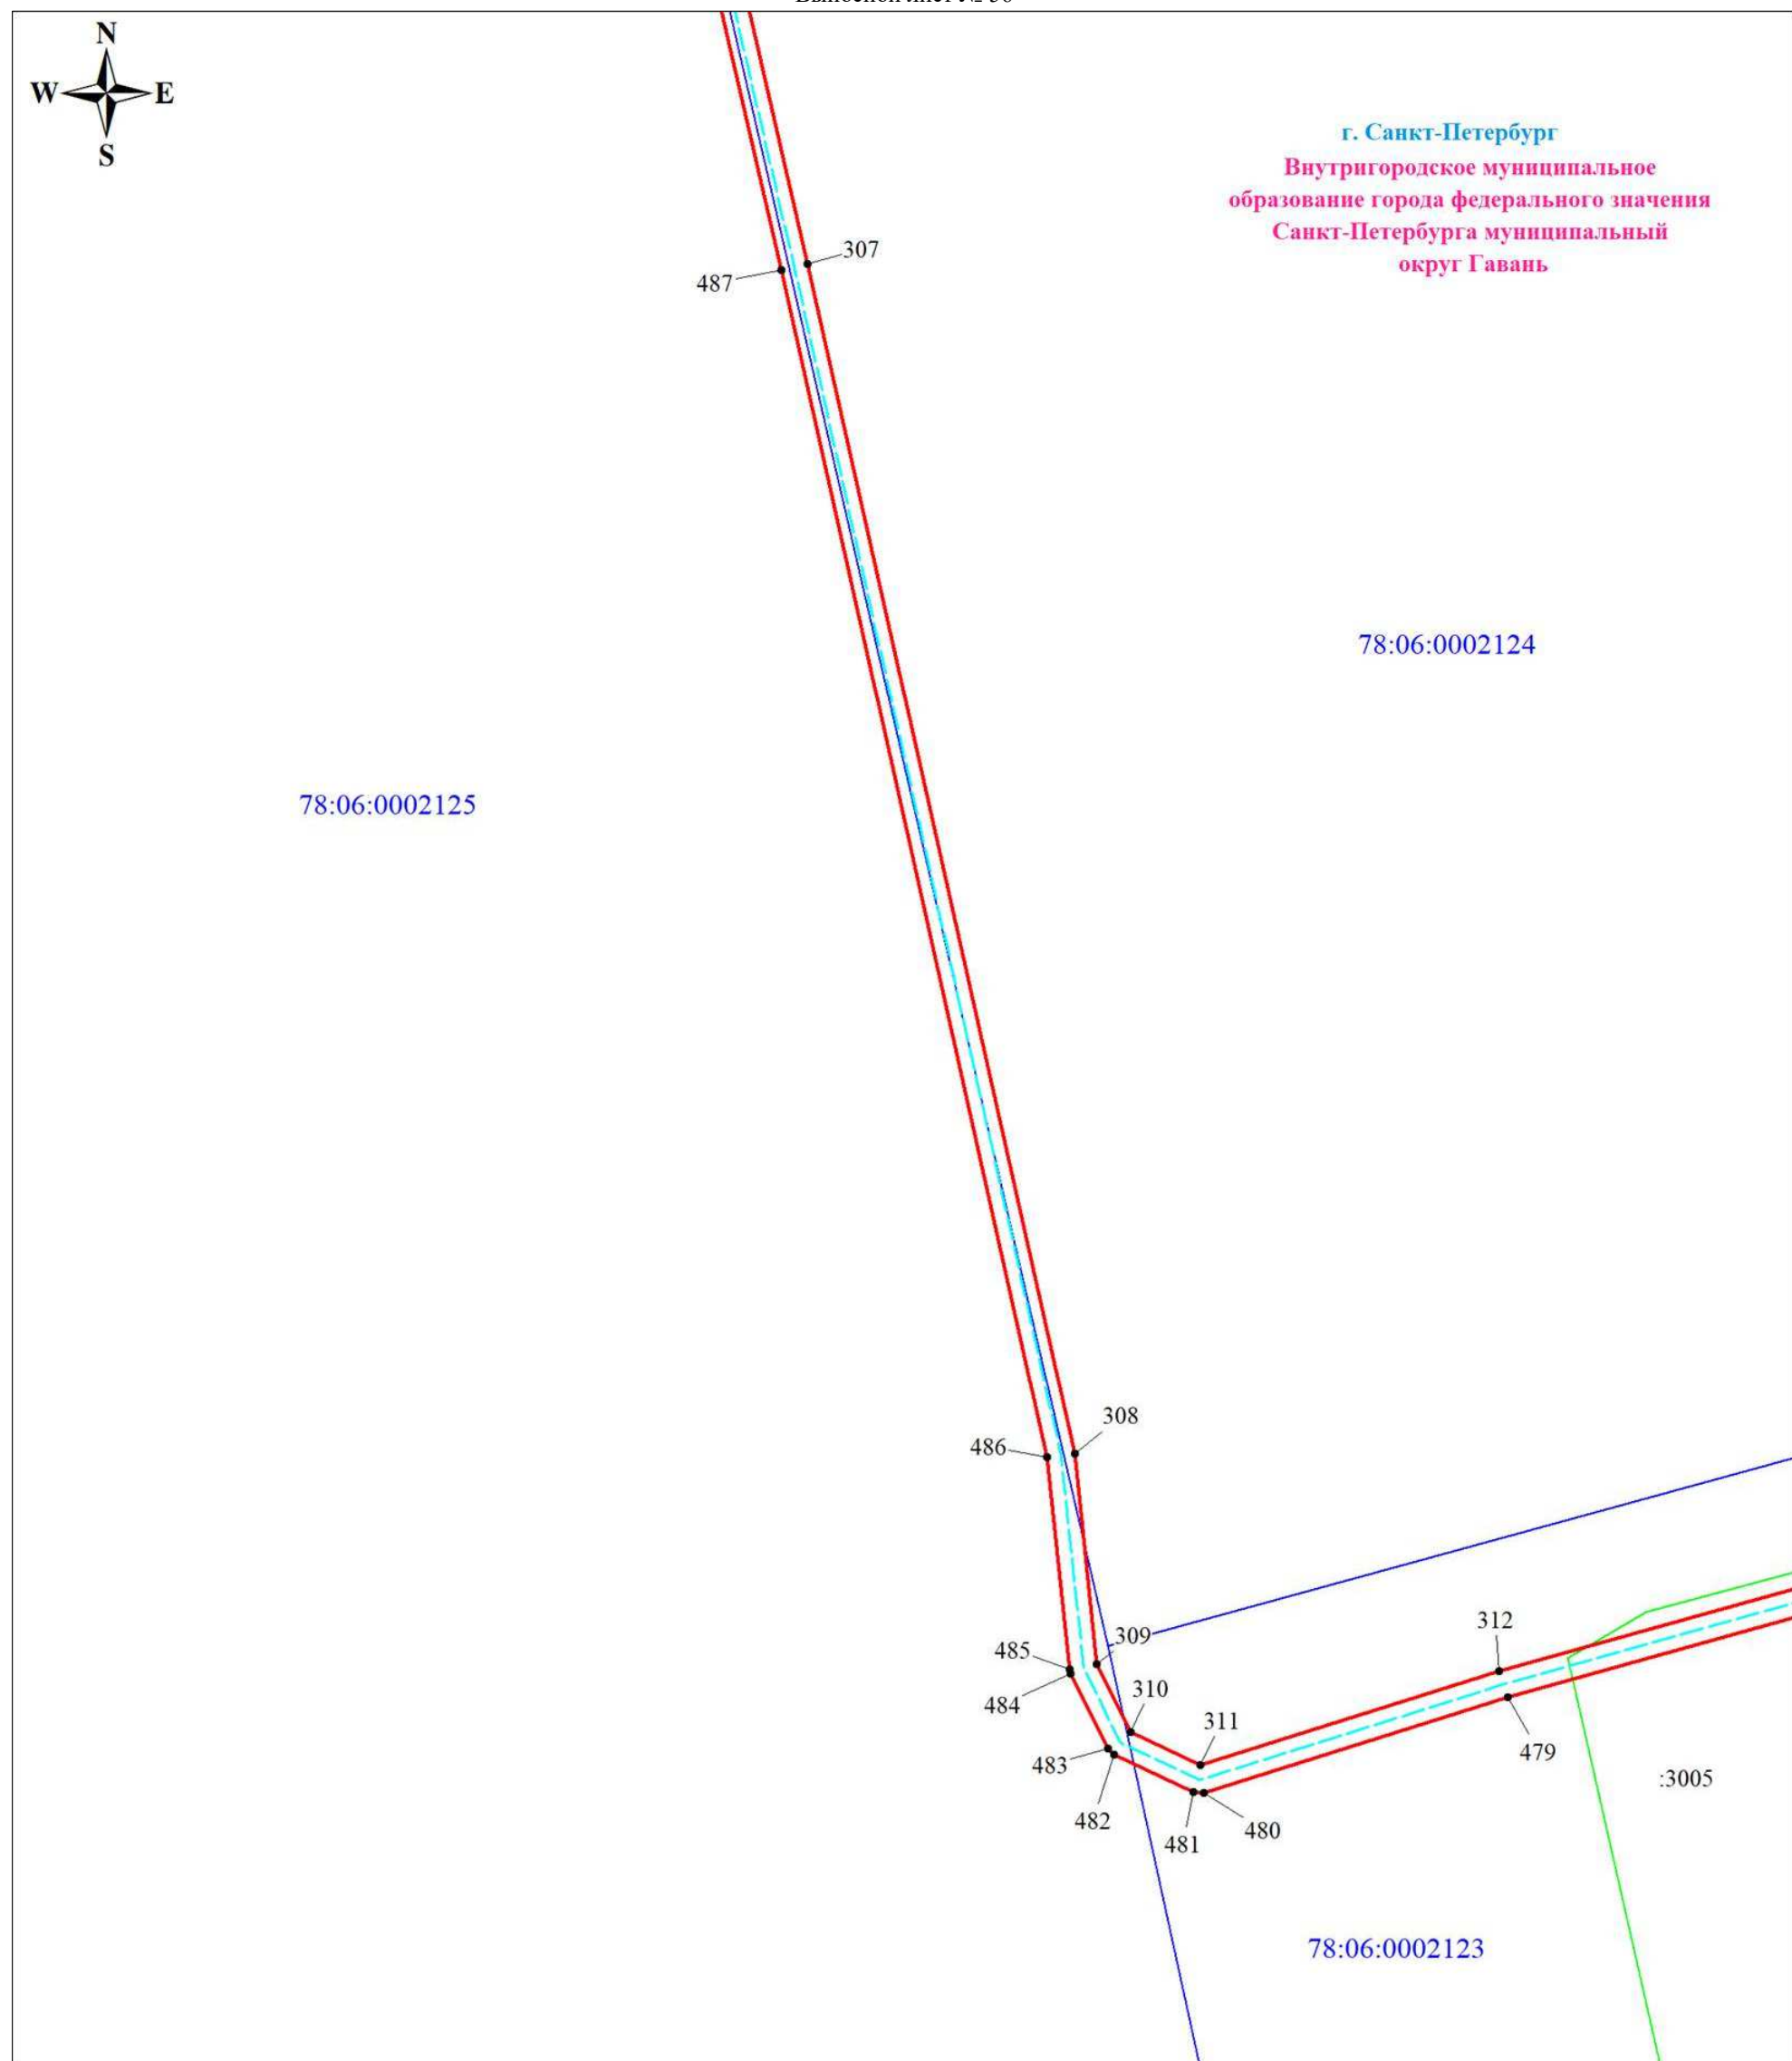 N
W E
S
г. Санкт-Петербург
Внутригородское муниципальное
образование города федерального значения
Санкт-Петербурга муниципальный
округ Гавань
307
487
78:06:0002124
78:06:0002125
308
486
312
309
485
310
484
311
479
483
:3005
482
480
481
78:06:0002123